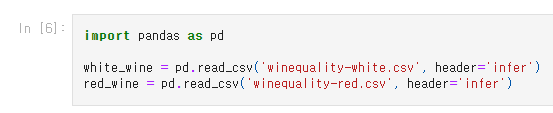 In [6]:
import pandas as pd
white_wine = pd.read_csv('winequality-white.csv', header='infer')
red_wine = pd.read_csv('winequality-red.csv', header='infer')